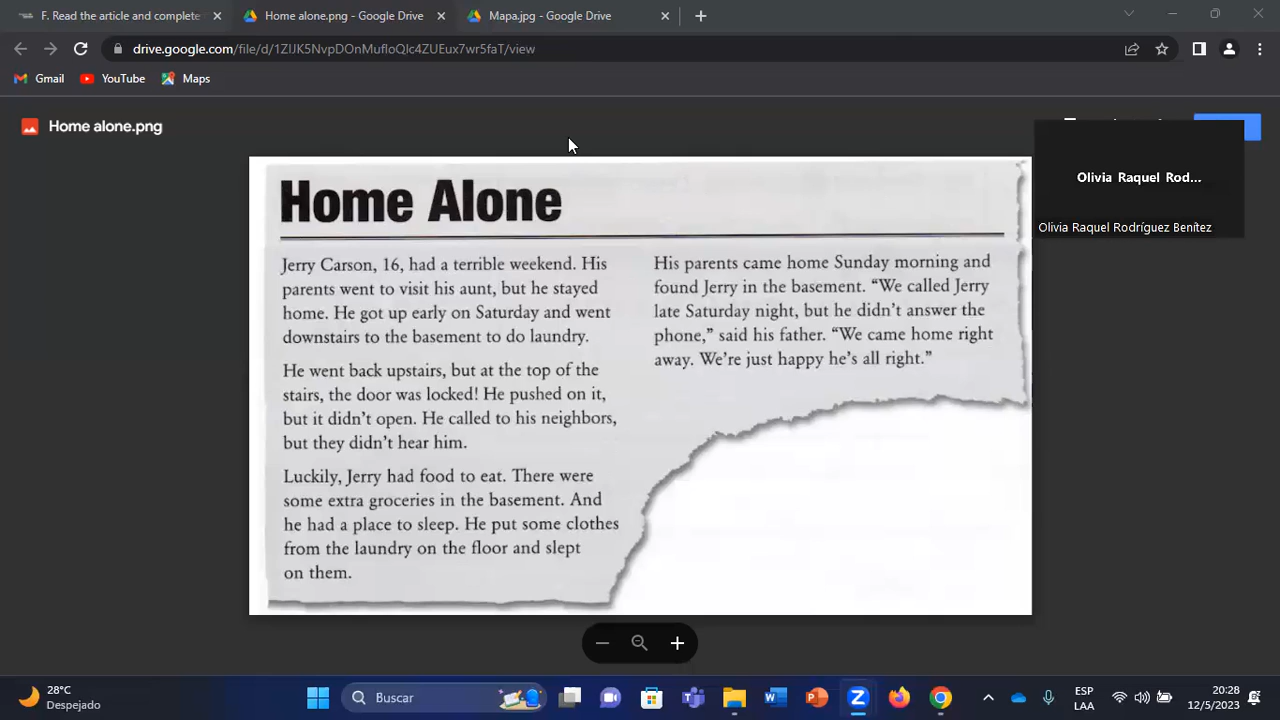 F. Read the article and complete
Home alone.png - Google Drive
Mapa.jpg - Google Drive
drive.google.com/file/d/1ZIJK5NvpDOnMufloQlc4ZUEux7wr5faT/view
Gmail
YouTube
Maps
Home alone.png
Olivia Raquel Rod...
Olivia Raquel Rodríguez Benítez
Home Alone
Jerry Carson, 16, had a terrible weekend. His
parents went to visit his aunt, but he stayed
home. He got up early on Saturday and went
downstairs to the basement to do laundry.
He went back upstairs, but at the top of the
stairs, the door was locked! He pushed on it,
but it didn't open. He called to his neighbors,
but they didn't hear him.
Luckily, Jerry had food to eat. There were
some extra groceries in the basement. And
he had a place to sleep. He put some clothes
from the laundry on the floor and slept
on them.
His parents came home Sunday morning and
found Jerry in the basement. “We called Jerry
late Saturday night, but he didn't answer the
phone,” said his father. “We came home right
away. We're just happy he's all right.”
28°C
Despejado
Buscar
ESP
LAA
20:28
12/5/2023